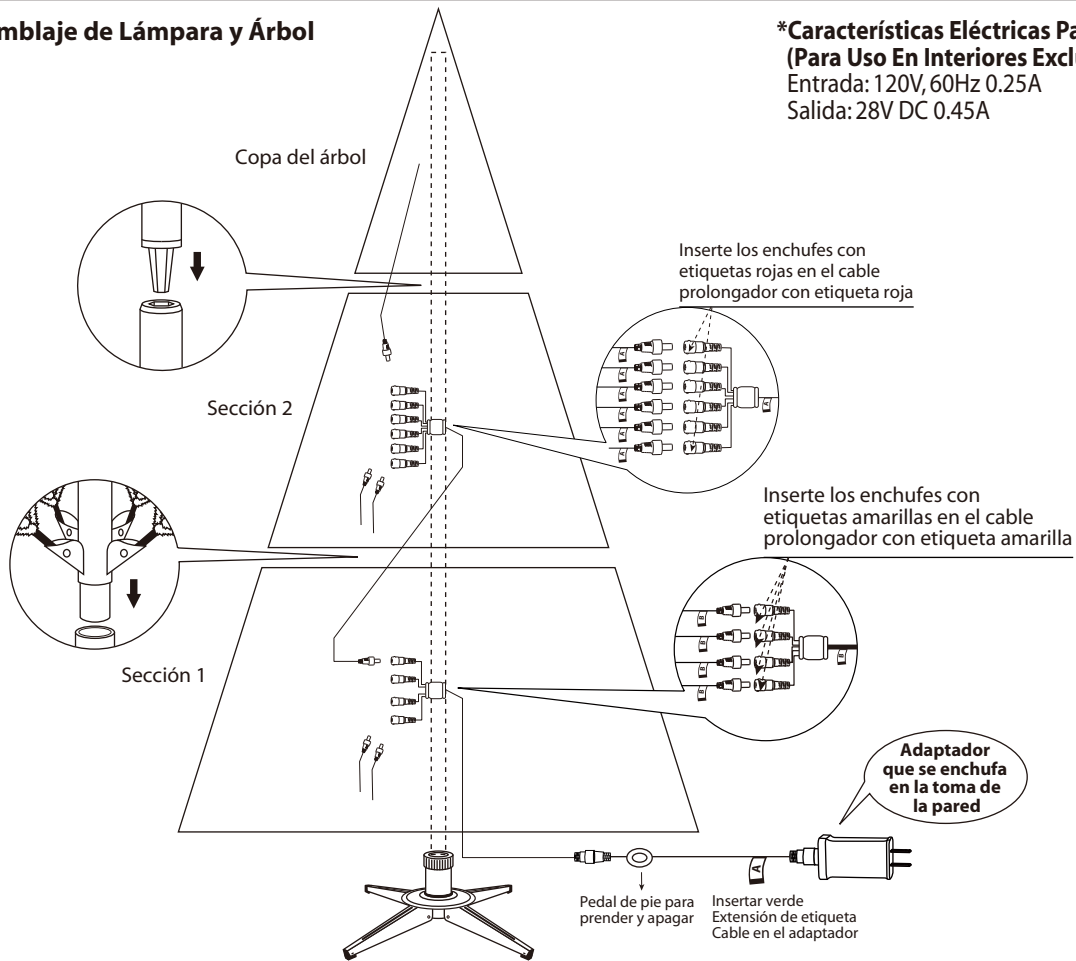 mblaje de Lámpara y Árbol
*Características Eléctricas Pa
(Para Uso En Interiores Excl
Entrada: 120V, 60Hz 0.25A
Salida: 28V DC 0.45A
Copa del árbol
Inserte los enchufes con
etiquetas rojas en el cable
prolongador con etiqueta roja
A
A
A
A
A
A
A
Sección 2
Inserte los enchufes con
etiquetas amarillas en el cable
prolongador con etiqueta amarilla
B
B
B
B
B
Sección 1
Adaptador
que se enchufa
en la toma de
la pared
A
Pedal de pie para
prender y apagar
Insertar verde
Extensión de etiqueta
Cable en el adaptador